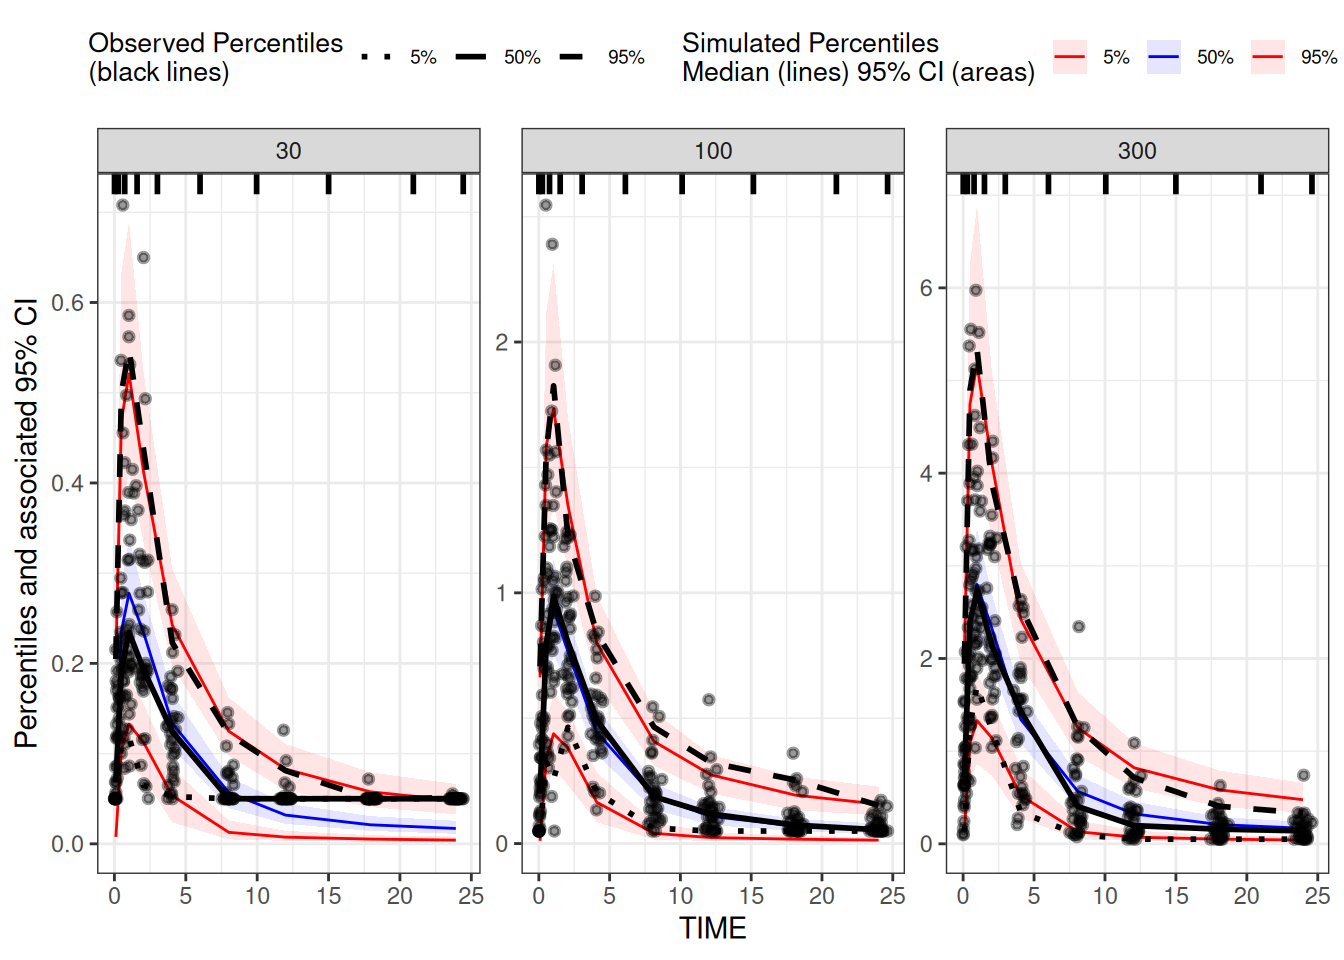 Observed Percentiles
(black lines)
5%
50%
95%
Simulated Percentiles
Median (lines) 95% CI (areas)
5%
50%
95%
30
100
300
Percentiles and associated 95% CI
0.6
0.4
0.2
0.0
2
1
0
6
4
2
0
0 5 10 15 20 25
0 5 10 15 20 25
0 5 10 15 20 25
TIME